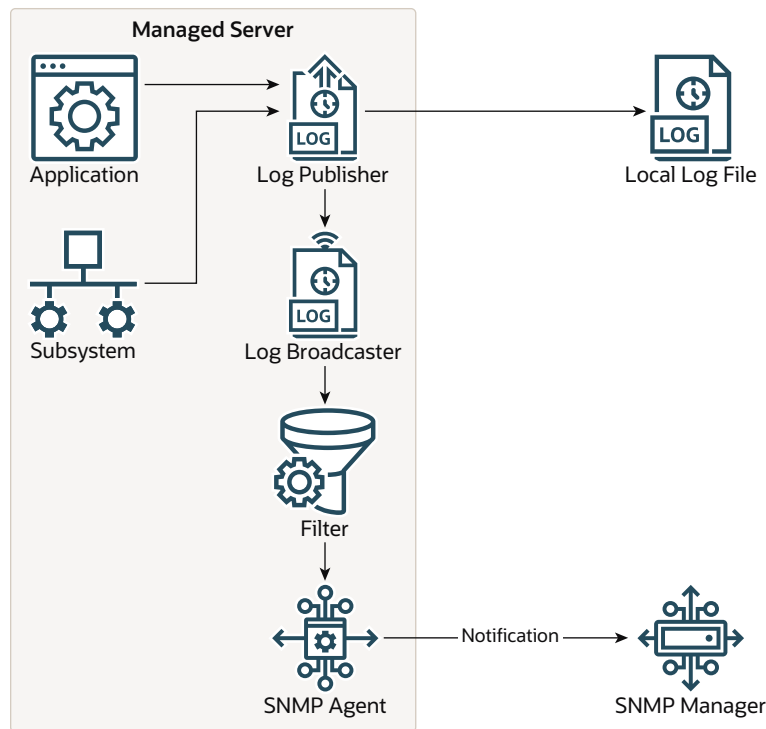 Managed Server
LOG
LOG
Application
Log Publisher
Local Log File
LOG
Subsystem
Log Broadcaster
Filter
Notification
SNMP Agent
SNMP Manager